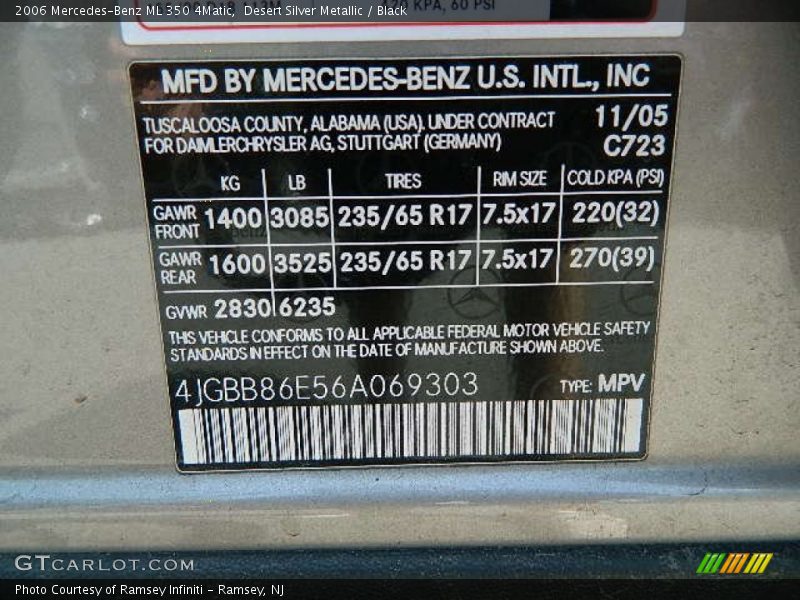 2006 Mercedes-Benz ML 350 4Matic, Desert Silver Metallic / Black
420 KPA, 60 PSI
MFD BY MERCEDES-BENZ U.S. INTL., INC
TUSCALOOSA COUNTY, ALABAMA (USA). UNDER CONTRACT 11/05
FOR DAIMLERCHRYSLER AG, STUTTGART (GERMANY) C723
KG LB TIRES RIM SIZE COLD KPA (PSI)
GAWR FRONT 1400 3085 235/65 R17 7.5x17 220(32)
GAWR REAR 1600 3525 235/65 R17 7.5x17 270(39)
GVWR 2830 6235
THIS VEHICLE CONFORMS TO ALL APPLICABLE FEDERAL MOTOR VEHICLE SAFETY
STANDARDS IN EFFECT ON THE DATE OF MANUFACTURE SHOWN ABOVE.
4JGBB86E56A069303 TYPE: MPV
GTCARLOT.COM
Photo Courtesy of Ramsey Infiniti - Ramsey, NJ